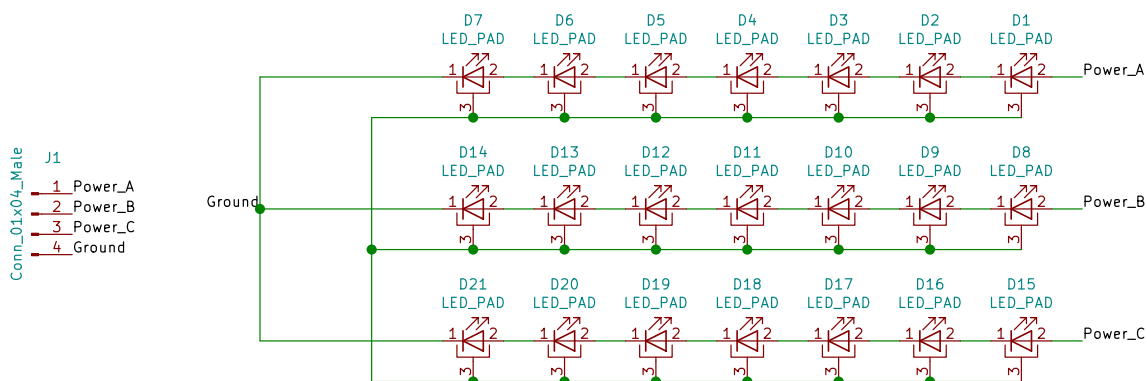 D7 D6 D5 D4 D3 D2 D1
LED_PAD LED_PAD LED_PAD LED_PAD LED_PAD LED_PAD LED_PAD
1 2 1 2 1 2 1 2 1 2 1 2 1 2 Power_A
3 3 3 3 3 3 3
D14 D13 D12 D11 D10 D9 D8
LED_PAD LED_PAD LED_PAD LED_PAD LED_PAD LED_PAD LED_PAD
Ground 1 2 1 2 1 2 1 2 1 2 1 2 1 2 Power_B
3 3 3 3 3 3 3
D21 D20 D19 D18 D17 D16 D15
LED_PAD LED_PAD LED_PAD LED_PAD LED_PAD LED_PAD LED_PAD
1 2 1 2 1 2 1 2 1 2 1 2 1 2 Power_C
3 3 3 3 3 3 3
J1
Conn_01x04_Male
1 Power_A
2 Power_B
3 Power_C
4 Ground